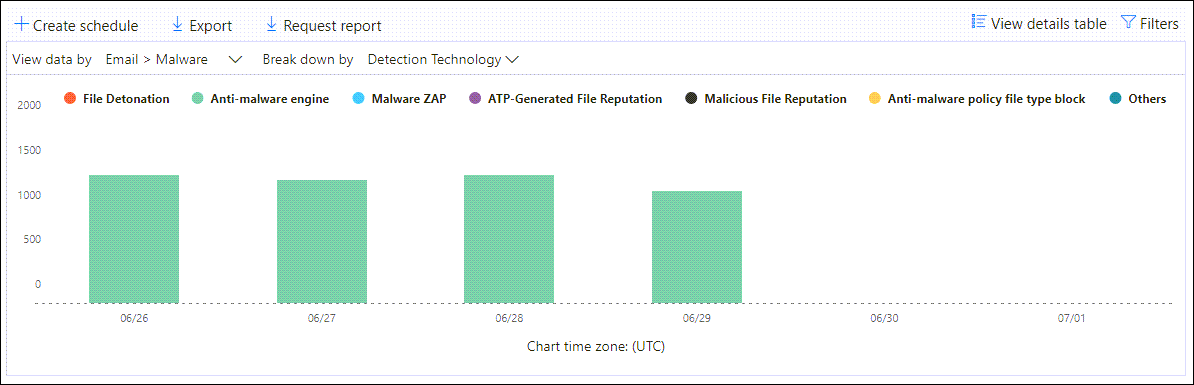 Create schedule Export Request report View details table Filters
View data by Email > Malware Break down by Detection Technology
File Detonation Anti-malware engine Malware ZAP ATP-Generated File Reputation Malicious File Reputation Anti-malware policy file type block Others
2000
1500
1000
500
0
06/26 06/27 06/28 06/29 06/30 07/01
Chart time zone: (UTC)